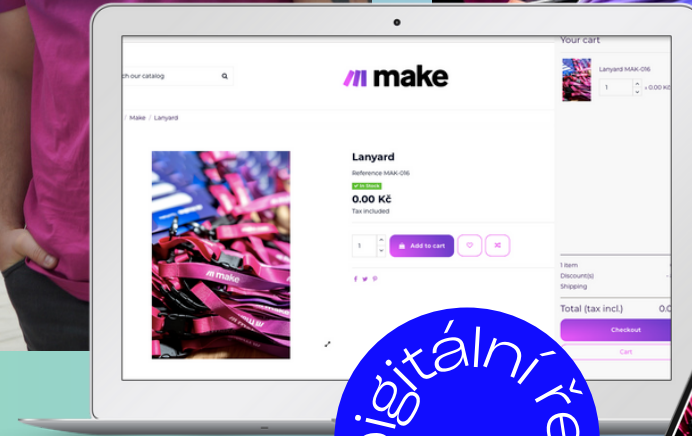 Your cart
ch our catalog
make
Lanyard MAK-016
1
x 0.00 Kč
/ Make / Lanyard
Lanyard
Reference MAK-016
In Stock
0.00 Kč
Tax included
1
Add to cart
make
1 item
Discount(s)
Shipping
Total (tax incl.) 0.0
Checkout
Cart
igitální ře